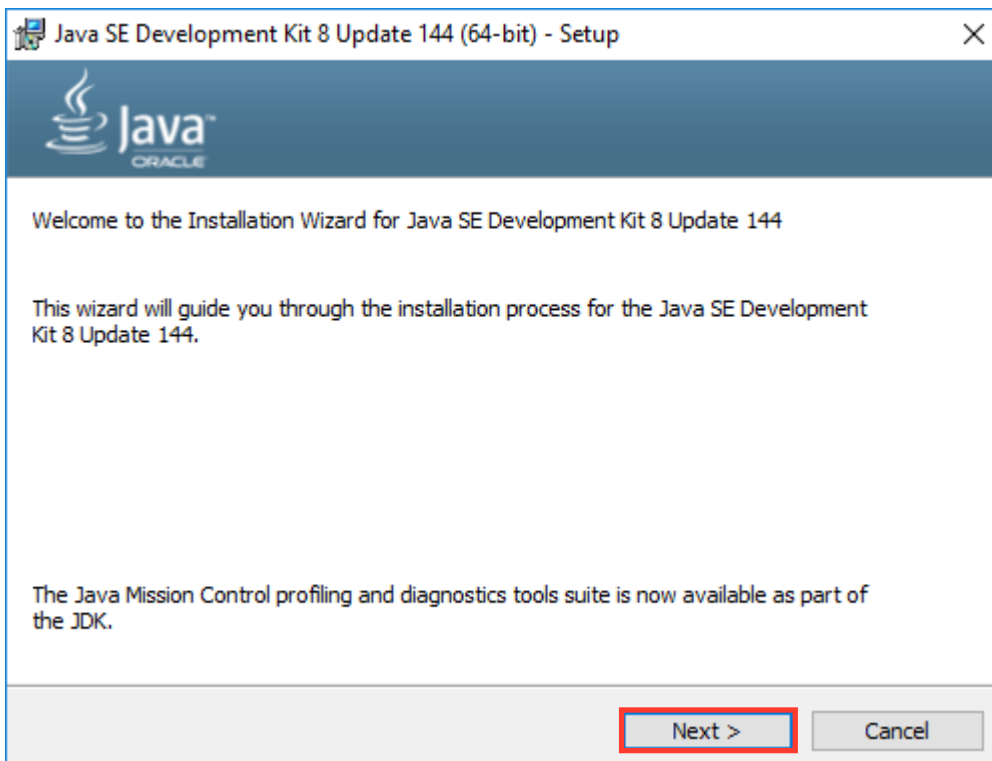 Java SE Development Kit 8 Update 144 (64-bit) - Setup
Java™
ORACLE
Welcome to the Installation Wizard for Java SE Development Kit 8 Update 144
This wizard will guide you through the installation process for the Java SE Development
Kit 8 Update 144.
The Java Mission Control profiling and diagnostics tools suite is now available as part of
the JDK.
Next >
Cancel